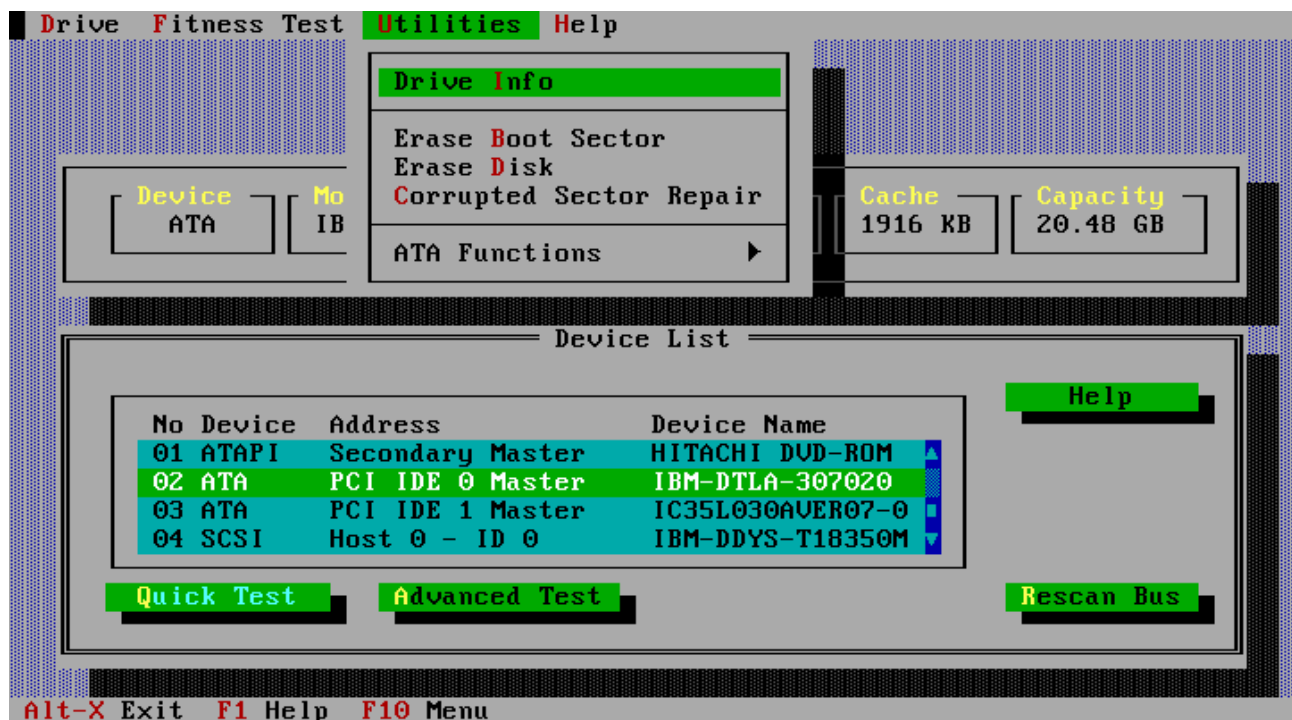 Drive Fitness Test Utilities Help
Drive Info
Erase Boot Sector
Erase Disk
Corrupted Sector Repair
ATA Functions
Device Mo Cache Capacity
ATA IB 1916 KB 20.48 GB
Device List
Help
No Device Address Device Name
01 ATAPI Secondary Master HITACHI DVD-ROM
02 ATA PCI IDE 0 Master IBM-DTLA-307020
03 ATA PCI IDE 1 Master IC35L030AVER07-0
04 SCSI Host 0 - ID 0 IBM-DDYS-T18350M
Quick Test Advanced Test Rescan Bus
Alt-X Exit F1 Help F10 Menu